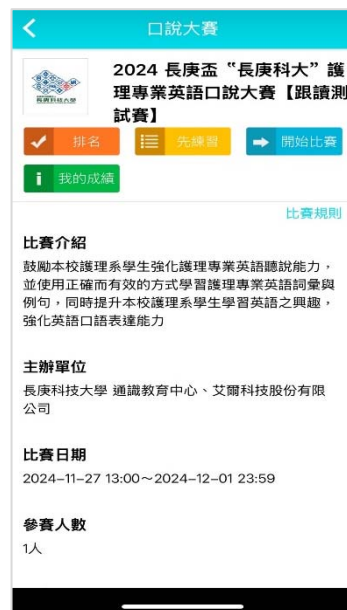 口說大賽
2024 長庚盃“長庚科大”護
理專業英語口說大賽【跟讀測
試賽】
長庚科技大學
排名
先練習
開始比賽
我的成績
比賽規則
比賽介紹
鼓勵本校護理系學生強化護理專業英語聽說能力，
並使用正確而有效的方式學習護理專業英語詞彙與
例句，同時提升本校護理系學生學習英語之興趣，
強化英語口語表達能力
主辦單位
長庚科技大學 通識教育中心、艾爾科技股份有限
公司
比賽日期
2024–11–27 13:00～2024–12–01 23:59
參賽人數
1人